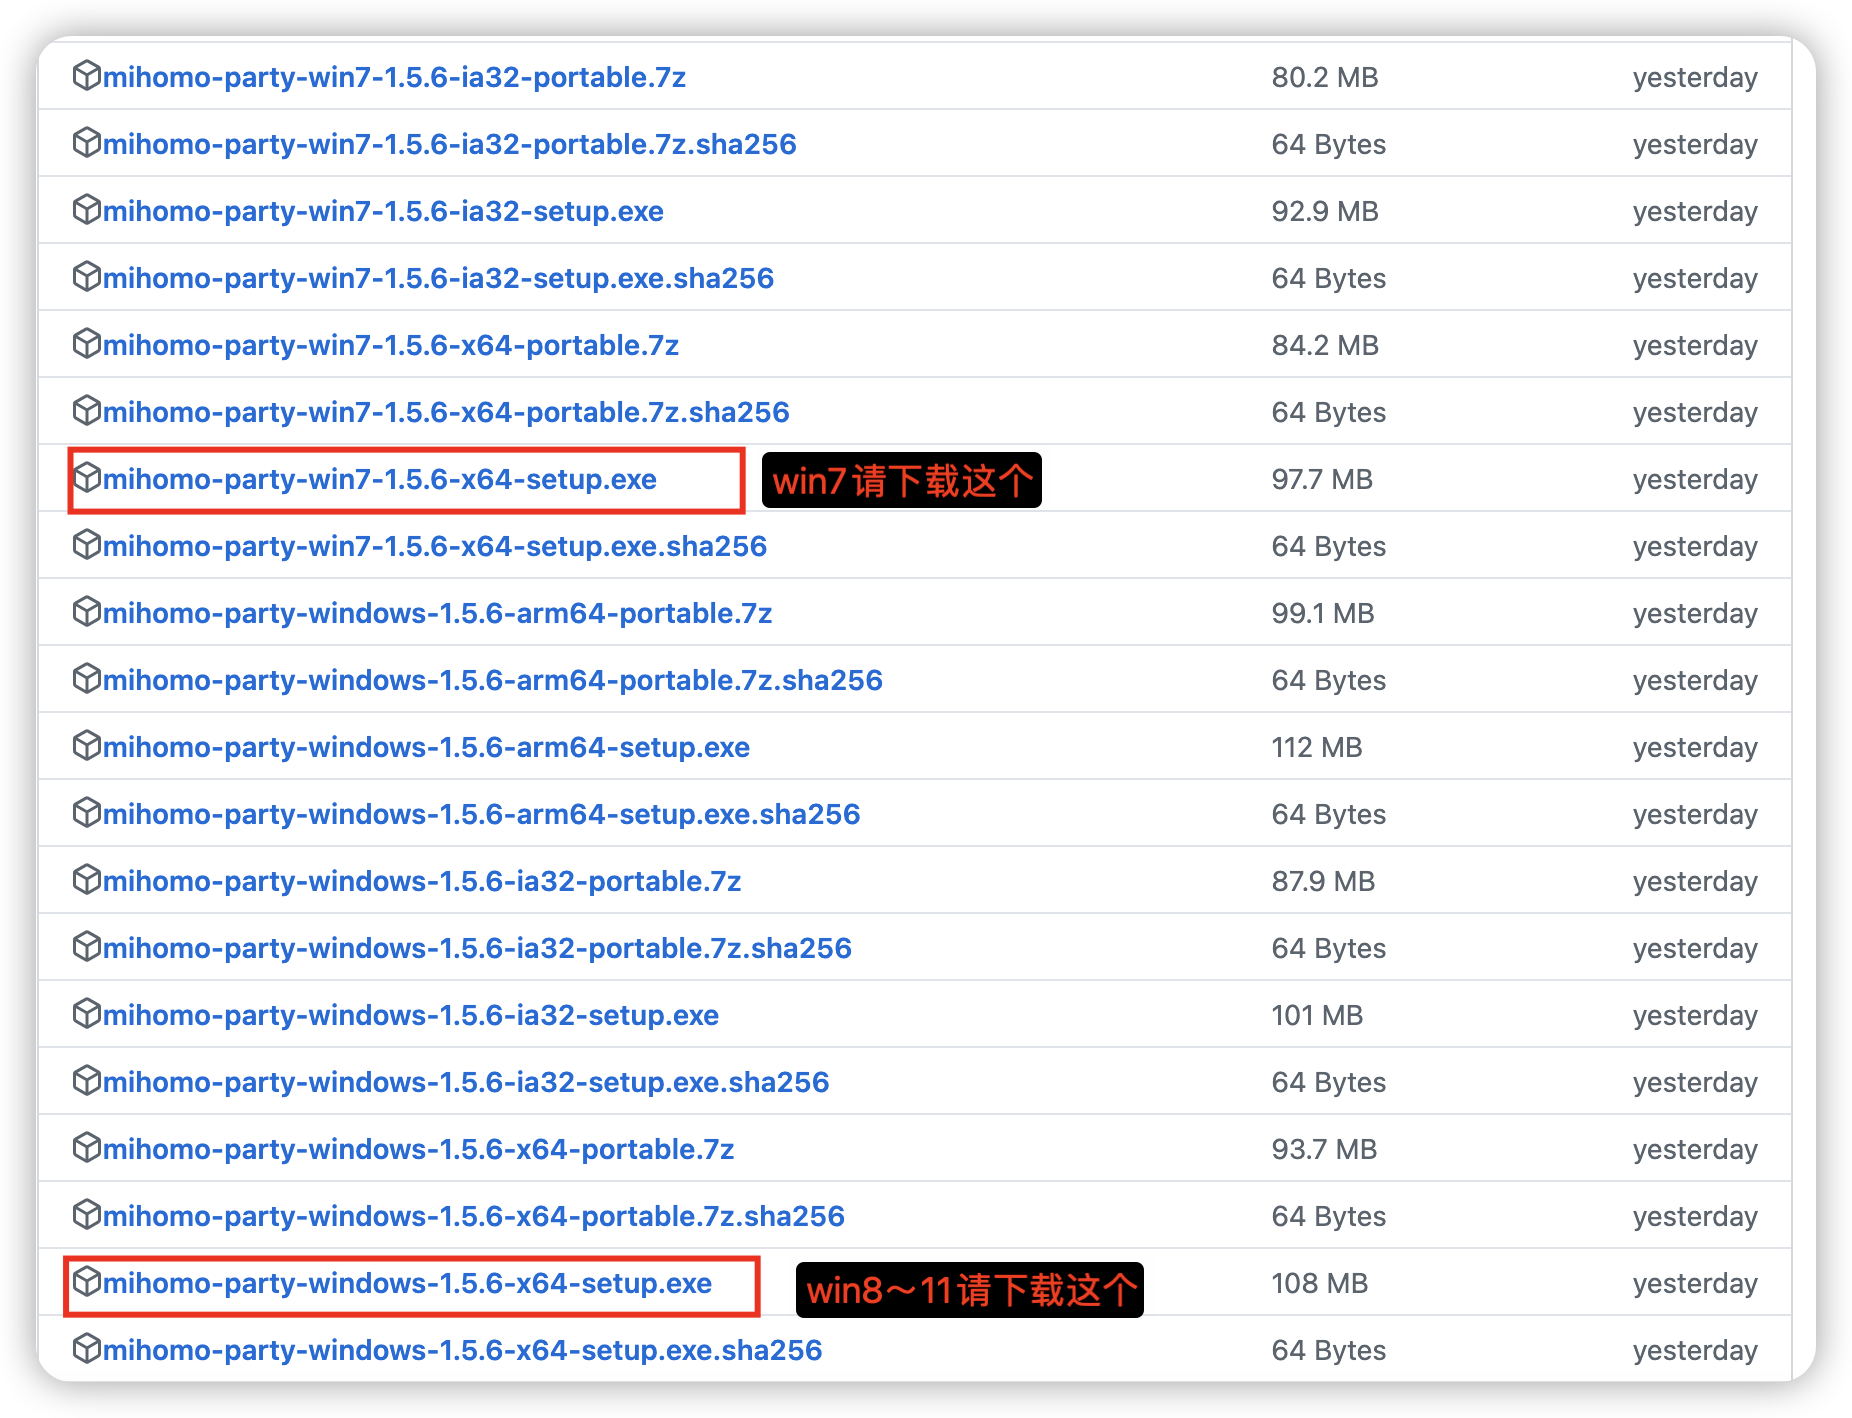 mihomo-party-win7-1.5.6-ia32-portable.7z 80.2 MB yesterday
mihomo-party-win7-1.5.6-ia32-portable.7z.sha256 64 Bytes yesterday
mihomo-party-win7-1.5.6-ia32-setup.exe 92.9 MB yesterday
mihomo-party-win7-1.5.6-ia32-setup.exe.sha256 64 Bytes yesterday
mihomo-party-win7-1.5.6-x64-portable.7z 84.2 MB yesterday
mihomo-party-win7-1.5.6-x64-portable.7z.sha256 64 Bytes yesterday
mihomo-party-win7-1.5.6-x64-setup.exe win7请下载这个 97.7 MB yesterday
mihomo-party-win7-1.5.6-x64-setup.exe.sha256 64 Bytes yesterday
mihomo-party-windows-1.5.6-arm64-portable.7z 99.1 MB yesterday
mihomo-party-windows-1.5.6-arm64-portable.7z.sha256 64 Bytes yesterday
mihomo-party-windows-1.5.6-arm64-setup.exe 112 MB yesterday
mihomo-party-windows-1.5.6-arm64-setup.exe.sha256 64 Bytes yesterday
mihomo-party-windows-1.5.6-ia32-portable.7z 87.9 MB yesterday
mihomo-party-windows-1.5.6-ia32-portable.7z.sha256 64 Bytes yesterday
mihomo-party-windows-1.5.6-ia32-setup.exe 101 MB yesterday
mihomo-party-windows-1.5.6-ia32-setup.exe.sha256 64 Bytes yesterday
mihomo-party-windows-1.5.6-x64-portable.7z 93.7 MB yesterday
mihomo-party-windows-1.5.6-x64-portable.7z.sha256 64 Bytes yesterday
mihomo-party-windows-1.5.6-x64-setup.exe win8～11请下载这个 108 MB yesterday
mihomo-party-windows-1.5.6-x64-setup.exe.sha256 64 Bytes yesterday